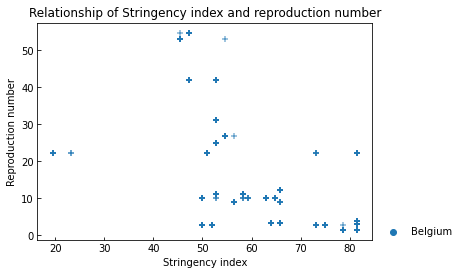 Relationship of Stringency index and reproduction number
50
40
30
20
10
0
Reproduction number
20 30 40 50 60 70 80
Stringency index
Belgium